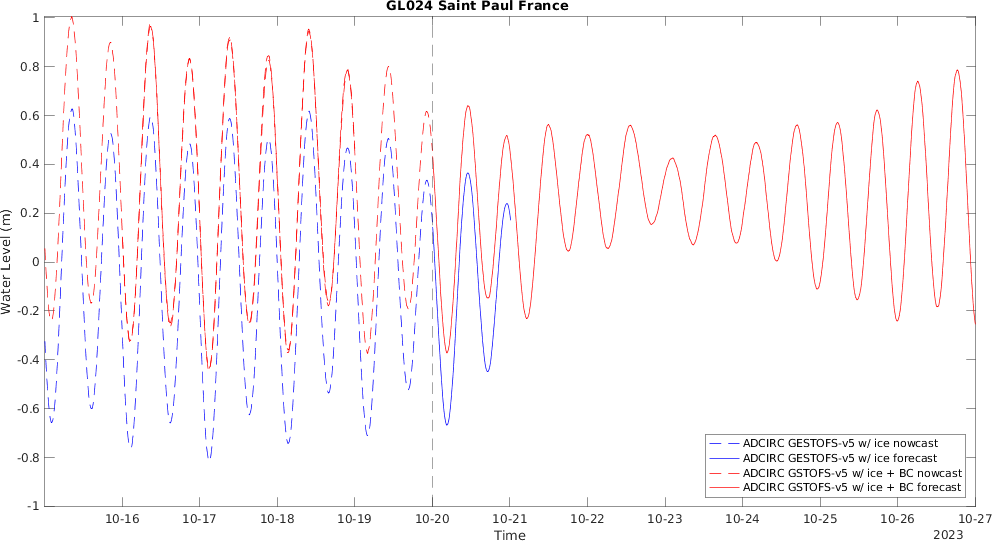 GL024 Saint Paul France
1
0.8
0.6
0.4
0.2
0
-0.2
-0.4
-0.6
-0.8
-1
Water Level (m)
ADCIRC GESTOFS-v5 w/ ice nowcast
ADCIRC GESTOFS-v5 w/ ice forecast
ADCIRC GSTOFS-v5 w/ ice + BC nowcast
ADCIRC GSTOFS-v5 w/ ice + BC forecast
10-16 10-17 10-18 10-19 10-20 10-21 10-22 10-23 10-24 10-25 10-26 10-27
Time
2023